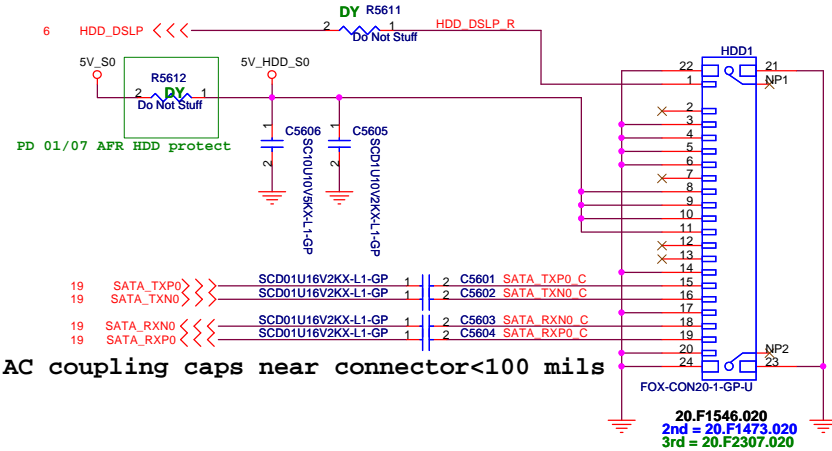 DY R5611
6 HDD_DSLP 2 1 HDD_DSLP_R
Do Not Stuff
HDD1
5V_S0 5V_HDD_S0
22 21
R5612
1 NP1
2 DY 1
Do Not Stuff
2
3
4
5
6
7
8
9
10
11
12
13
14
15
16
17
18
19
20 NP2
24 23
PD 01/07 AFR HDD protect
1 C5606 1 C5605
2 2
SC10U10V5KX-L1-GP
SCD1U10V2KX-L1-GP
19 SATA_TXP0 SCD01U16V2KX-L1-GP 1 2 C5601 SATA_TXP0_C
19 SATA_TXN0 SCD01U16V2KX-L1-GP 1 2 C5602 SATA_TXN0_C
19 SATA_RXN0 SCD01U16V2KX-L1-GP 1 2 C5603 SATA_RXN0_C
19 SATA_RXP0 SCD01U16V2KX-L1-GP 1 2 C5604 SATA_RXP0_C
AC coupling caps near connector<100 mils
FOX-CON20-1-GP-U
20.F1546.020
2nd = 20.F1473.020
3rd = 20.F2307.020